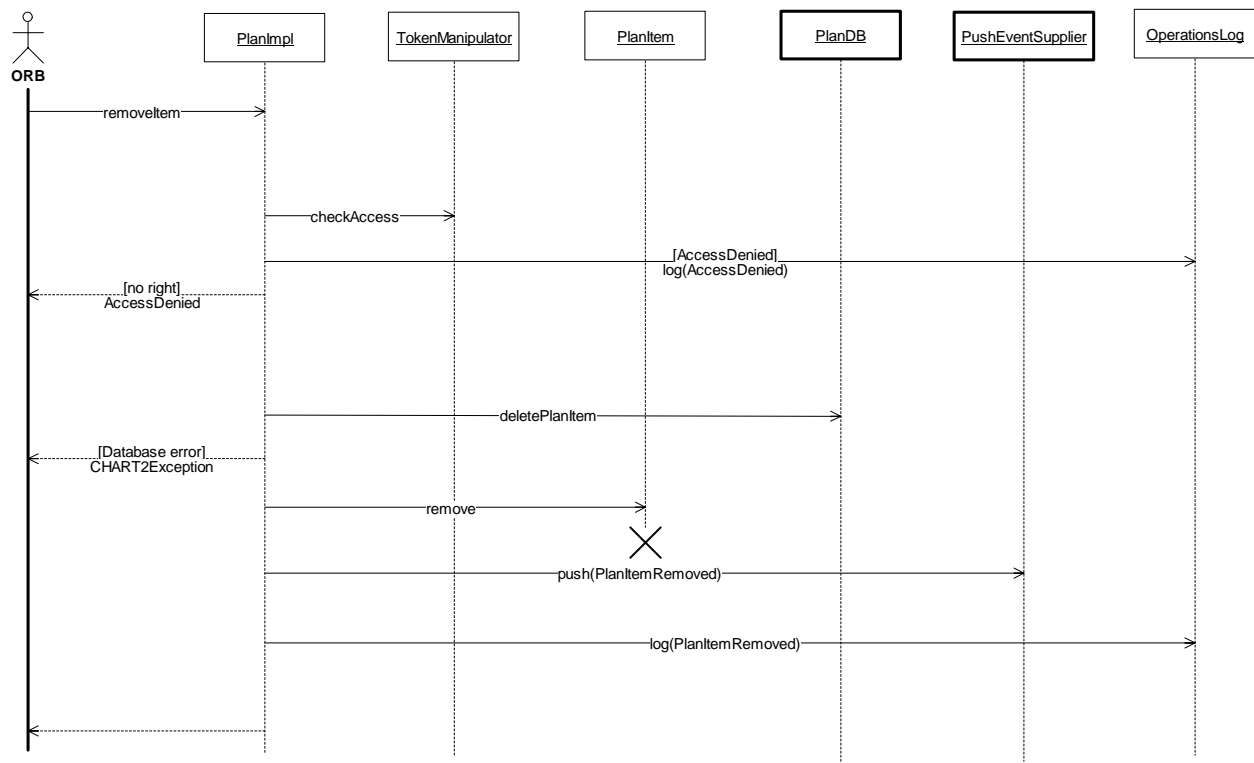 PlanImpl
TokenManipulator
PlanItem
PlanDB
PushEventSupplier
OperationsLog
ORB
removeItem
checkAccess
[AccessDenied]
log(AccessDenied)
[no right]
AccessDenied
deletePlanItem
[Database error]
CHART2Exception
remove
push(PlanItemRemoved)
log(PlanItemRemoved)